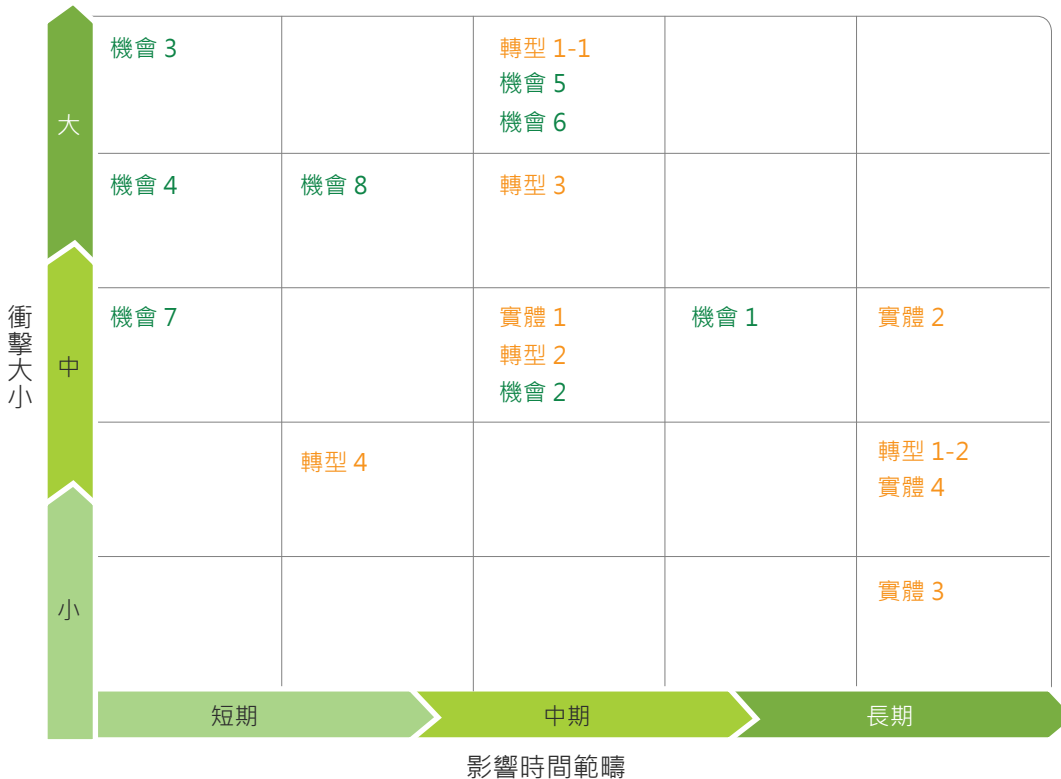 衝擊大小
大
機會 3
轉型 1-1
機會 5
機會 6
機會 4
機會 8
轉型 3
中
機會 7
實體 1
轉型 2
機會 2
機會 1
實體 2
轉型 4
轉型 1-2
實體 4
小
實體 3
短期
中期
長期
影響時間範疇